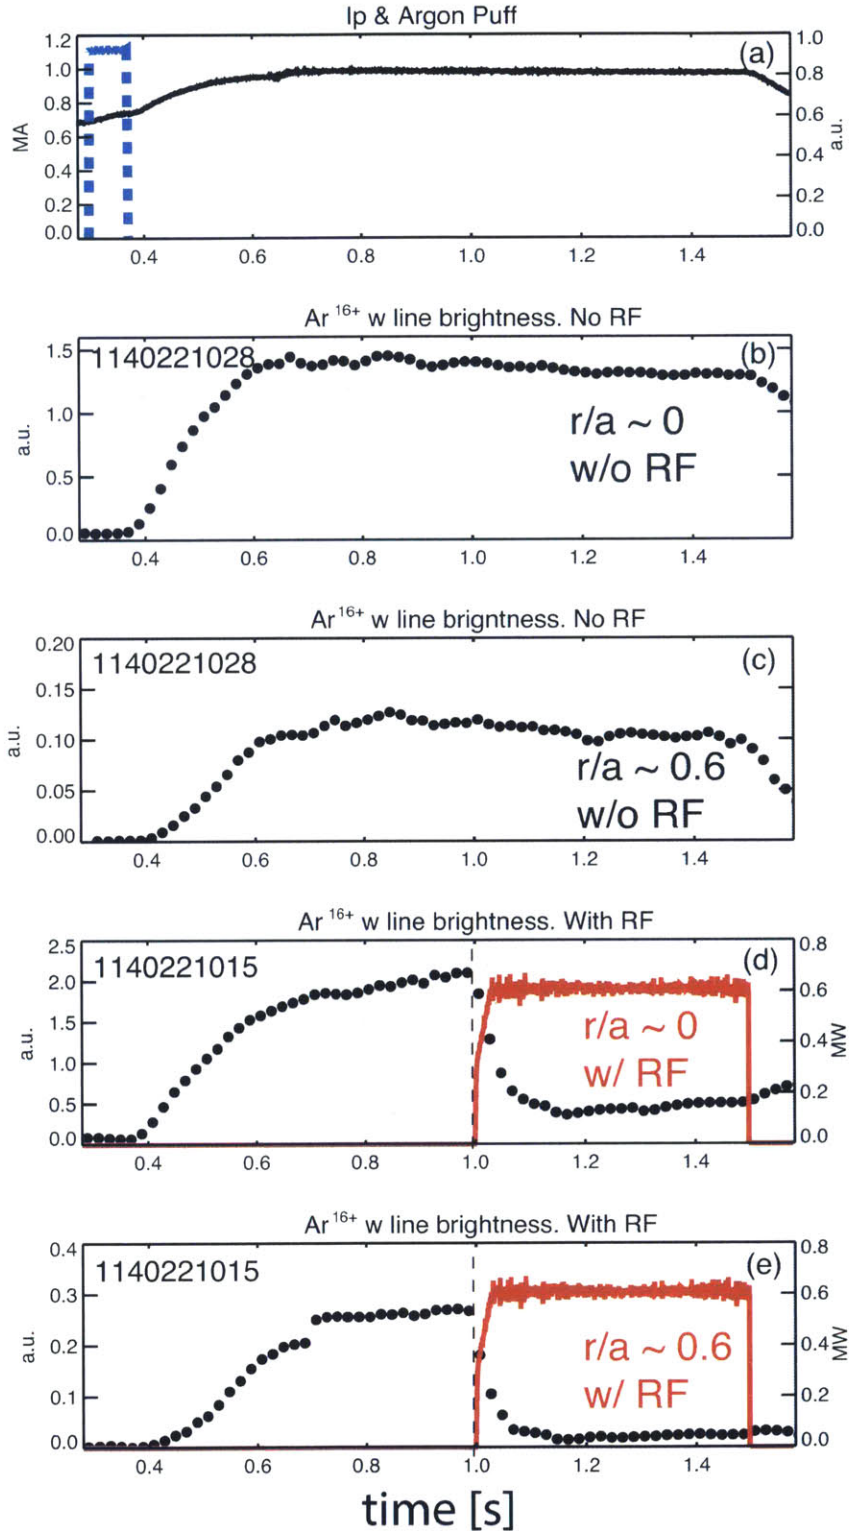 Ip & Argon Puff
1.2
1.0
0.8
0.6
0.4
0.2
0.0
MA
(a)
1.0
0.8
0.6
0.4
0.2
0.0
a.u.
0.4 0.6 0.8 1.0 1.2 1.4
Ar 16+ w line brightness. No RF
1140221028
(b)
1.5
1.0
0.5
0.0
a.u.
r/a ~ 0
w/o RF
0.4 0.6 0.8 1.0 1.2 1.4
Ar 16+ w line brigntness. No RF
1140221028
(c)
0.20
0.15
0.10
0.05
0.00
a.u.
r/a ~ 0.6
w/o RF
0.4 0.6 0.8 1.0 1.2 1.4
Ar 16+ w line brightness. With RF
1140221015
(d)
2.5
2.0
1.5
1.0
0.5
0.0
a.u.
r/a ~ 0
w/ RF
0.8
0.6
0.4
0.2
0.0
MW
0.4 0.6 0.8 1.0 1.2 1.4
Ar 16+ w line brightness. With RF
1140221015
(e)
0.4
0.3
0.2
0.1
0.0
a.u.
r/a ~ 0.6
w/ RF
0.8
0.6
0.4
0.2
0.0
MW
0.4 0.6 0.8 1.0 1.2 1.4
time [s]